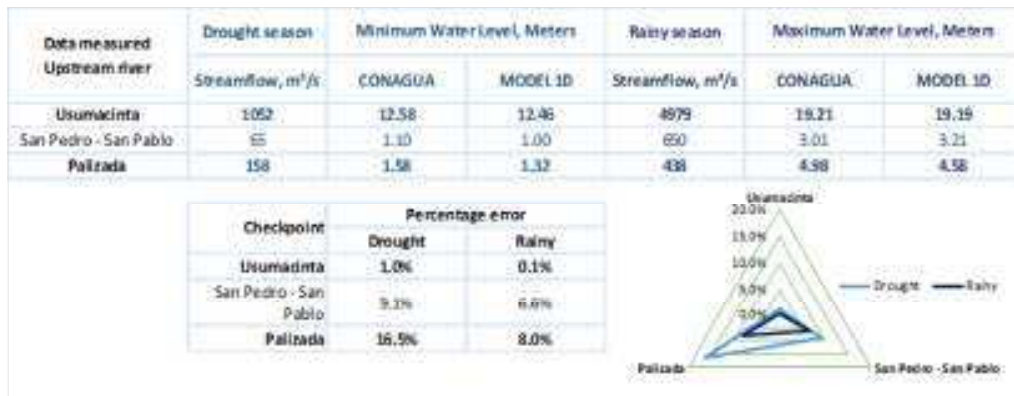 Data measured Upstream river
Drought season Minimum Water Level, Meters Rainy season Maximum Water Level, Meters
Streamflow, m³/s CONAGUA MODEL 1D Streamflow, m³/s CONAGUA MODEL 1D
Usumacinta 1052 12.58 12.46 4979 19.21 19.19
San Pedro - San Pablo 65 1.10 1.00 650 3.01 3.21
Palizada 158 1.58 1.32 438 4.98 4.58
Checkpoint Percentage error
Drought Rainy
Usumacinta 1.0% 0.1%
San Pedro - San Pablo 9.1% 6.6%
Palizada 16.5% 8.0%
Usumacinta
20.0%
15.0%
10.0%
5.0%
0.0%
Drought Rainy
Palizada
San Pedro - San Pablo